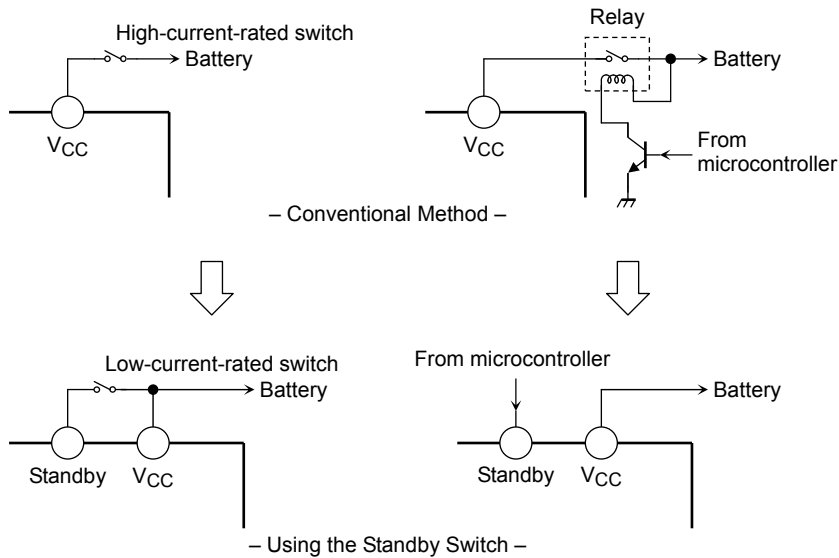 High-current-rated switch
Battery
VCC
Relay
Battery
VCC
From
microcontroller
– Conventional Method –
Low-current-rated switch
Battery
Standby
VCC
From microcontroller
Battery
Standby
VCC
– Using the Standby Switch –